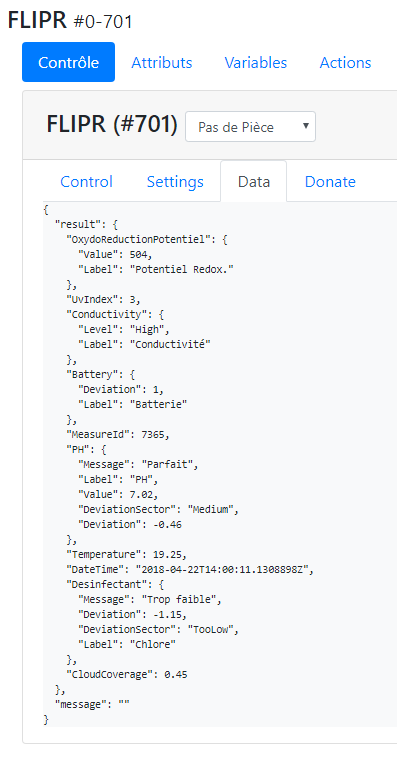 FLIPR #0-701
Contrôle Attributs Variables Actions
FLIPR (#701) Pas de Pièce
Control Settings Data Donate
{
  "result": {
    "OxydoReductionPotentiel": {
      "Value": 504,
      "Label": "Potentiel Redox."
    },
    "UvIndex": 3,
    "Conductivity": {
      "Level": "High",
      "Label": "Conductivité"
    },
    "Battery": {
      "Deviation": 1,
      "Label": "Batterie"
    },
    "MeasureId": 7365,
    "PH": {
      "Message": "Parfait",
      "Label": "PH",
      "Value": 7.02,
      "DeviationSector": "Medium",
      "Deviation": -0.46
    },
    "Temperature": 19.25,
    "DateTime": "2018-04-22T14:00:11.1308898Z",
    "Desinfectant": {
      "Message": "Trop faible",
      "Deviation": -1.15,
      "DeviationSector": "TooLow",
      "Label": "Chlore"
    },
    "CloudCoverage": 0.45
  },
  "message": ""
}